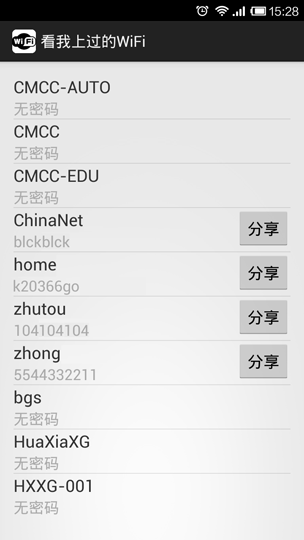 15:28
WiFi 看我上过的WiFi
CMCC-AUTO
无密码
CMCC
无密码
CMCC-EDU
无密码
ChinaNet
blckblck
分享
home
k20366go
分享
zhutou
104104104
分享
zhong
5544332211
分享
bgs
无密码
HuaXiaXG
无密码
HXXG-001
无密码